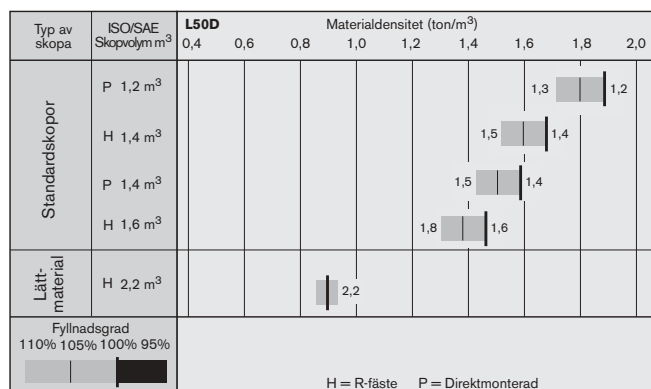 Typ av skopa
ISO/SAE Skopvolym m³
L50D
Materialdensitet (ton/m³)
0,4 0,6 0,8 1,0 1,2 1,4 1,6 1,8 2,0
Standardskopor
P 1,2 m³
1,3 1,2
H 1,4 m³
1,5 1,4
P 1,4 m³
1,5 1,4
H 1,6 m³
1,8 1,6
Lätt-
material
H 2,2 m³
2,2
Fyllnadsgrad
110% 105% 100% 95%
H = R-fäste P = Direktmonterad